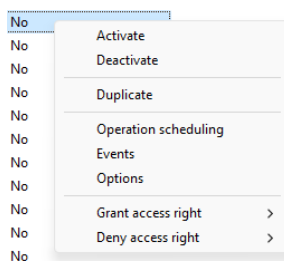 No
No
No
No
No
No
No
No
No
No
No
Activate
Deactivate
Duplicate
Operation scheduling
Events
Options
Grant access right
Deny access right